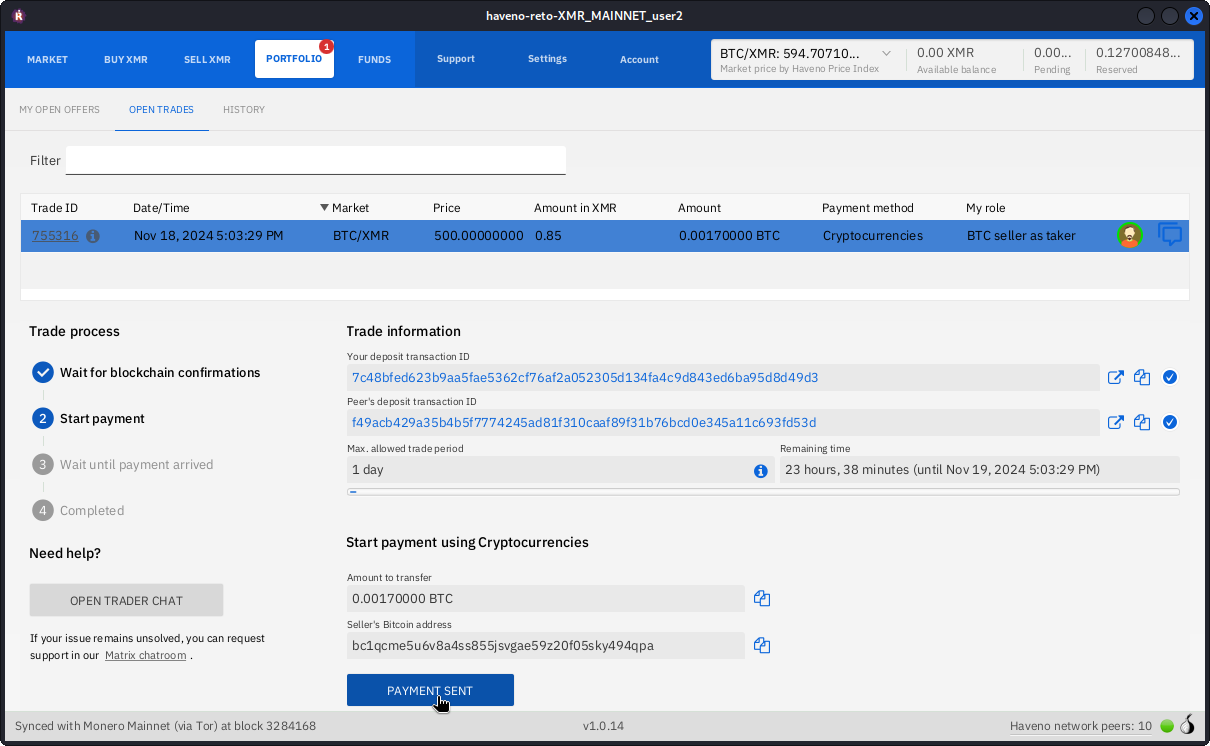 haveno-reto-XMR_MAINNET_user2
MARKET BUY XMR SELL XMR PORTFOLIO 1 FUNDS Support Settings Account
BTC/XMR: 594.70710... 0.00 XMR 0.00... 0.12700848...
Market price by Haveno Price Index Available balance Pending Reserved
MY OPEN OFFERS OPEN TRADES HISTORY
Filter
Trade ID Date/Time Market Price Amount in XMR Amount Payment method My role
755316 Nov 18, 2024 5:03:29 PM BTC/XMR 500.00000000 0.85 0.00170000 BTC Cryptocurrencies BTC seller as taker
Trade process
Wait for blockchain confirmations
2 Start payment
3 Wait until payment arrived
4 Completed
Need help?
OPEN TRADER CHAT
If your issue remains unsolved, you can request
support in our Matrix chatroom .
Trade information
Your deposit transaction ID
7c48bfed623b9aa5fae5362cf76af2a052305d134fa4c9d843ed6ba95d8d49d3
Peer's deposit transaction ID
f49acb429a35b4b5f7774245ad81f310caaf89f31b76bcd0e345a11c693fd53d
Max. allowed trade period Remaining time
1 day 23 hours, 38 minutes (until Nov 19, 2024 5:03:29 PM)
Start payment using Cryptocurrencies
Amount to transfer
0.00170000 BTC
Seller's Bitcoin address
bc1qcme5u6v8a4ss855jsvgae59z20f05sky494qpa
PAYMENT SENT
Synced with Monero Mainnet (via Tor) at block 3284168 v1.0.14 Haveno network peers: 10